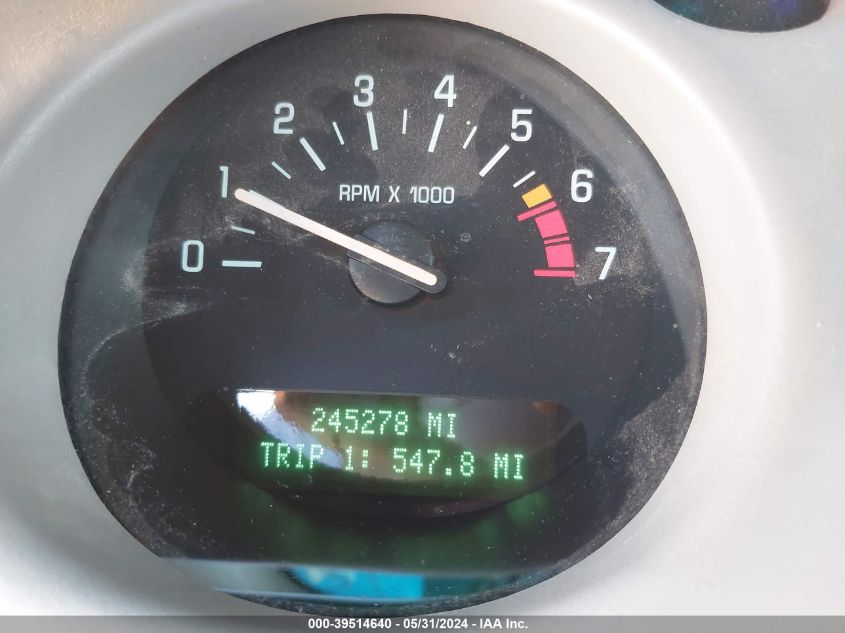 0 1 2 3 4 5 6 7
RPM X 1000
245278 MI
TRIP 1: 547.8 MI
000-39514640 - 05/31/2024 - IAA Inc.